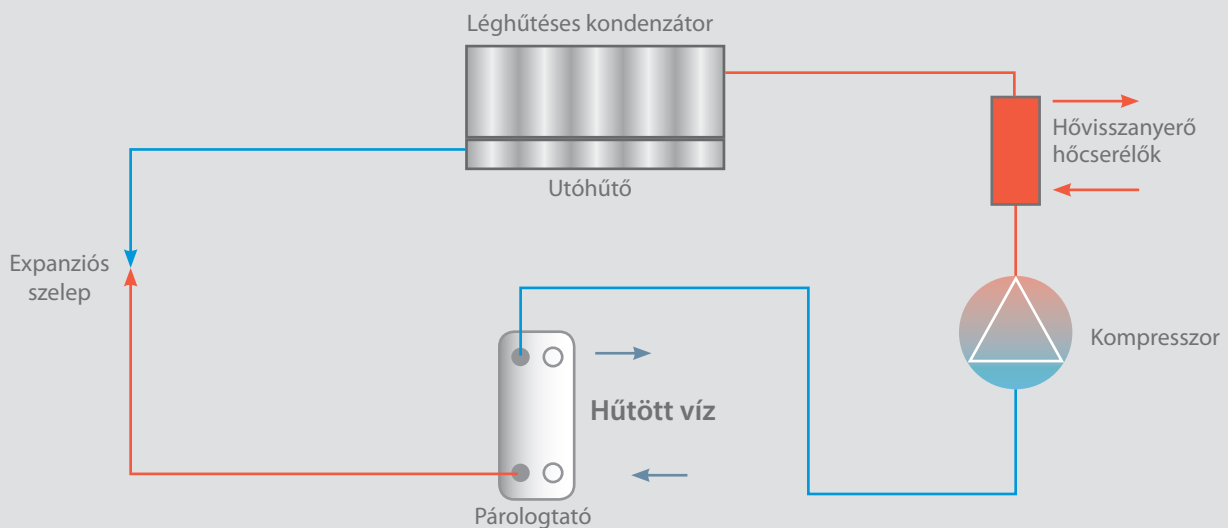 Léghűtéses kondenzátor
Hővisszanyerő
hőcserélők
Utóhűtő
Expanziós
szelep
Kompresszor
Hűtött víz
Párologtató